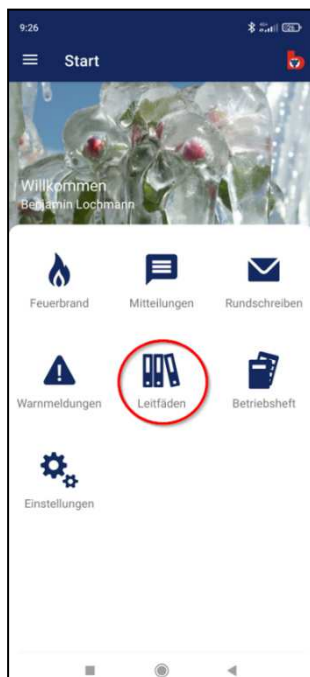 9:26
Start
Willkommen
Benjamin Lochmann
Feuerbrand
Mitteilungen
Rundschreiben
Warnmeldungen
Leitfäden
Betriebsheft
Einstellungen